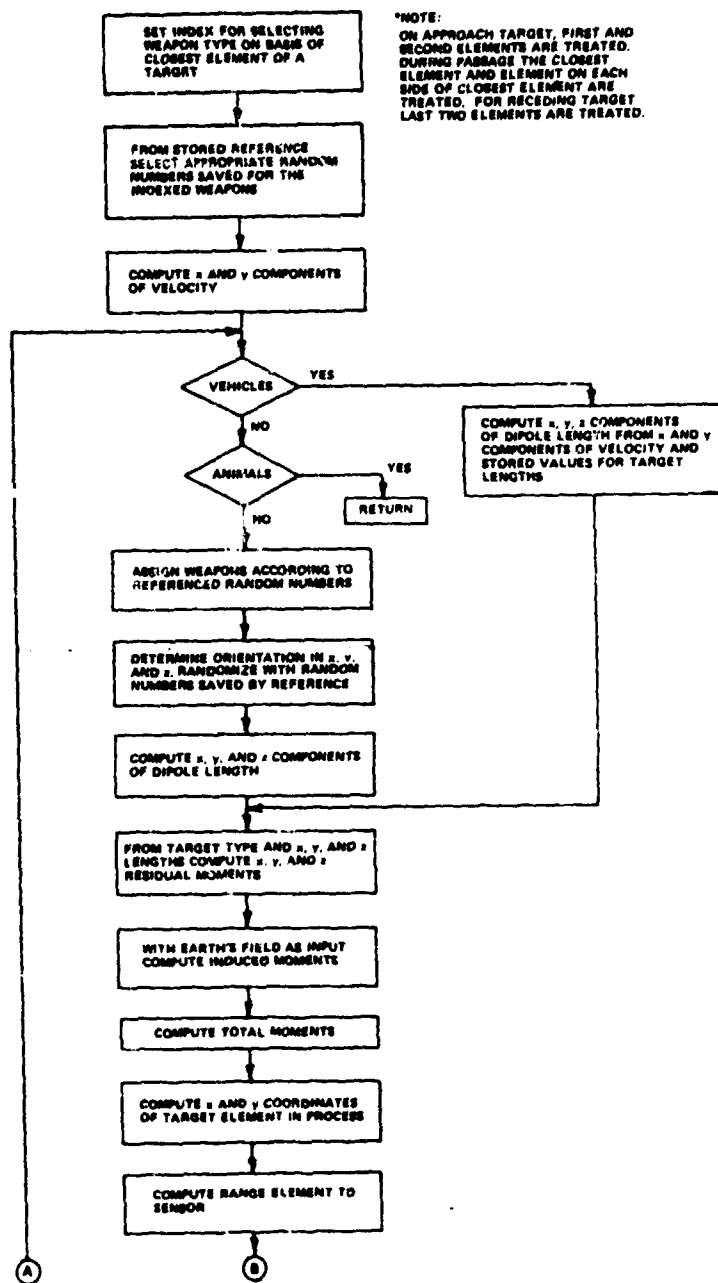 SET INDEX FOR SELECTING
WEAPON TYPE ON BASIS OF
CLOSEST ELEMENT OF A
TARGET
*NOTE:
ON APPROACH TARGET, FIRST AND
SECOND ELEMENTS ARE TREATED.
DURING PASSAGE THE CLOSEST
ELEMENT AND ELEMENT ON EACH
SIDE OF CLOSEST ELEMENT ARE
TREATED. FOR RECEDING TARGET
LAST TWO ELEMENTS ARE TREATED.
FROM STORED REFERENCE
SELECT APPROPRIATE RANDOM
NUMBERS SAVED FOR THE
INDEXED WEAPONS
COMPUTE x AND y COMPONENTS
OF VELOCITY
VEHICLES
YES
NO
COMPUTE x, y, z COMPONENTS
OF DIPOLE LENGTH FROM x AND y
COMPONENTS OF VELOCITY AND
STORED VALUES FOR TARGET
LENGTHS
ANIMALS
YES
RETURN
NO
ASSIGN WEAPONS ACCORDING TO
REFERENCED RANDOM NUMBERS
DETERMINE ORIENTATION IN x, y,
AND z. RANDOMIZE WITH RANDOM
NUMBERS SAVED BY REFERENCE
COMPUTE x, y, AND z COMPONENTS
OF DIPOLE LENGTH
FROM TARGET TYPE AND x, y, AND z
LENGTHS COMPUTE x, y, AND z
RESIDUAL MOMENTS
WITH EARTH'S FIELD AS INPUT
COMPUTE INDUCED MOMENTS
COMPUTE TOTAL MOMENTS
COMPUTE x AND y COORDINATES
OF TARGET ELEMENT IN PROCESS
COMPUTE RANGE ELEMENT TO
SENSOR
A
B